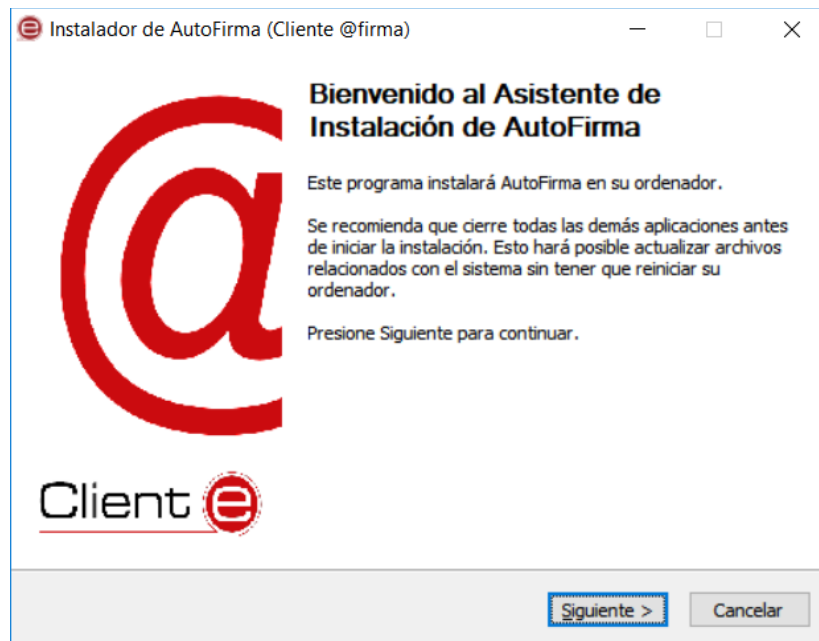 Instalador de AutoFirma (Cliente @firma)
Bienvenido al Asistente de
Instalación de AutoFirma
Este programa instalará AutoFirma en su ordenador.
Se recomienda que cierre todas las demás aplicaciones antes
de iniciar la instalación. Esto hará posible actualizar archivos
relacionados con el sistema sin tener que reiniciar su
ordenador.
Presione Siguiente para continuar.
@
Client e
Siguiente >
Cancelar